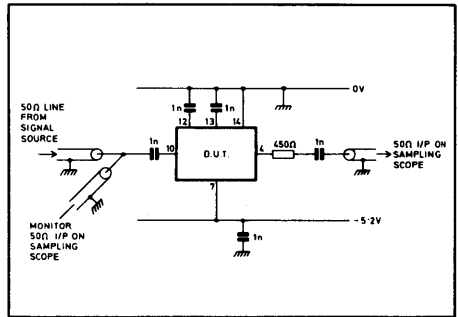 0V
50Ω LINE
FROM
SIGNAL
SOURCE
1n
1n
12
13
14
1n
10
D.U.T.
4
450Ω
1n
50Ω I/P ON
SAMPLING
SCOPE
7
MONITOR
50Ω I/P ON
SAMPLING
SCOPE
-5·2V
1n